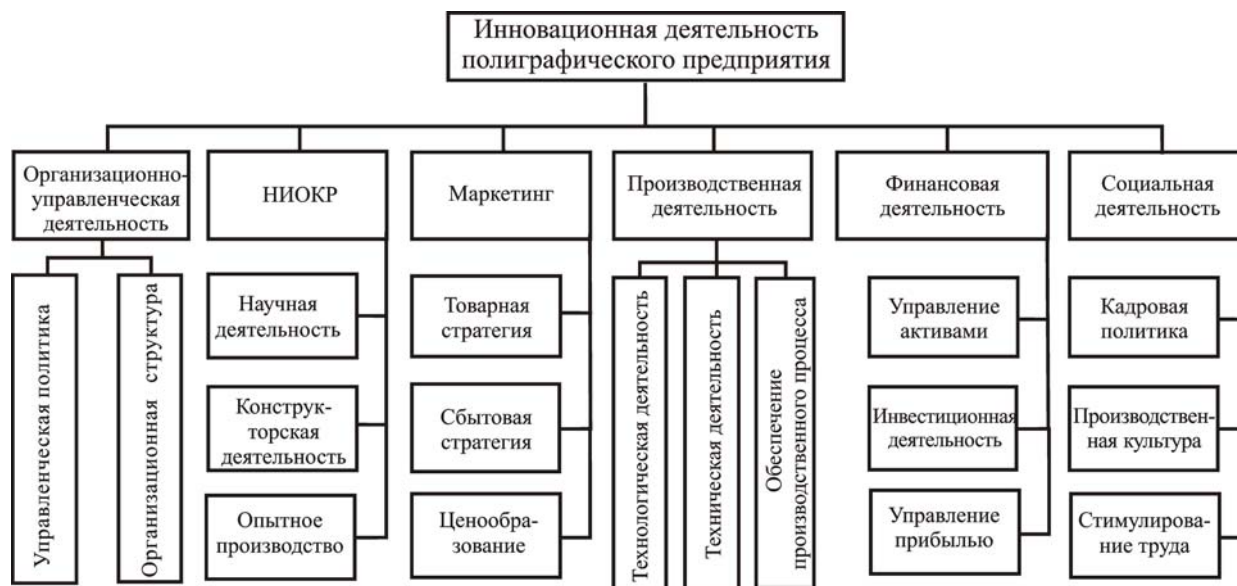 Инновационная деятельность
полиграфического предприятия
Организационно-
управленческая
деятельность
НИОКР
Маркетинг
Производственная
деятельность
Финансовая
деятельность
Социальная
деятельность
Управленческая политика
Организационная структура
Научная
деятельность
Конструк-
торская
деятельность
Опытное
производство
Товарная
стратегия
Сбытовая
стратегия
Ценообра-
зование
Технологическая деятельность
Техническая деятельность
Обеспечение
производственного процесса
Управление
активами
Инвестиционная
деятельность
Управление
прибылью
Кадровая
политика
Производствен-
ная культура
Стимулирова-
ние труда